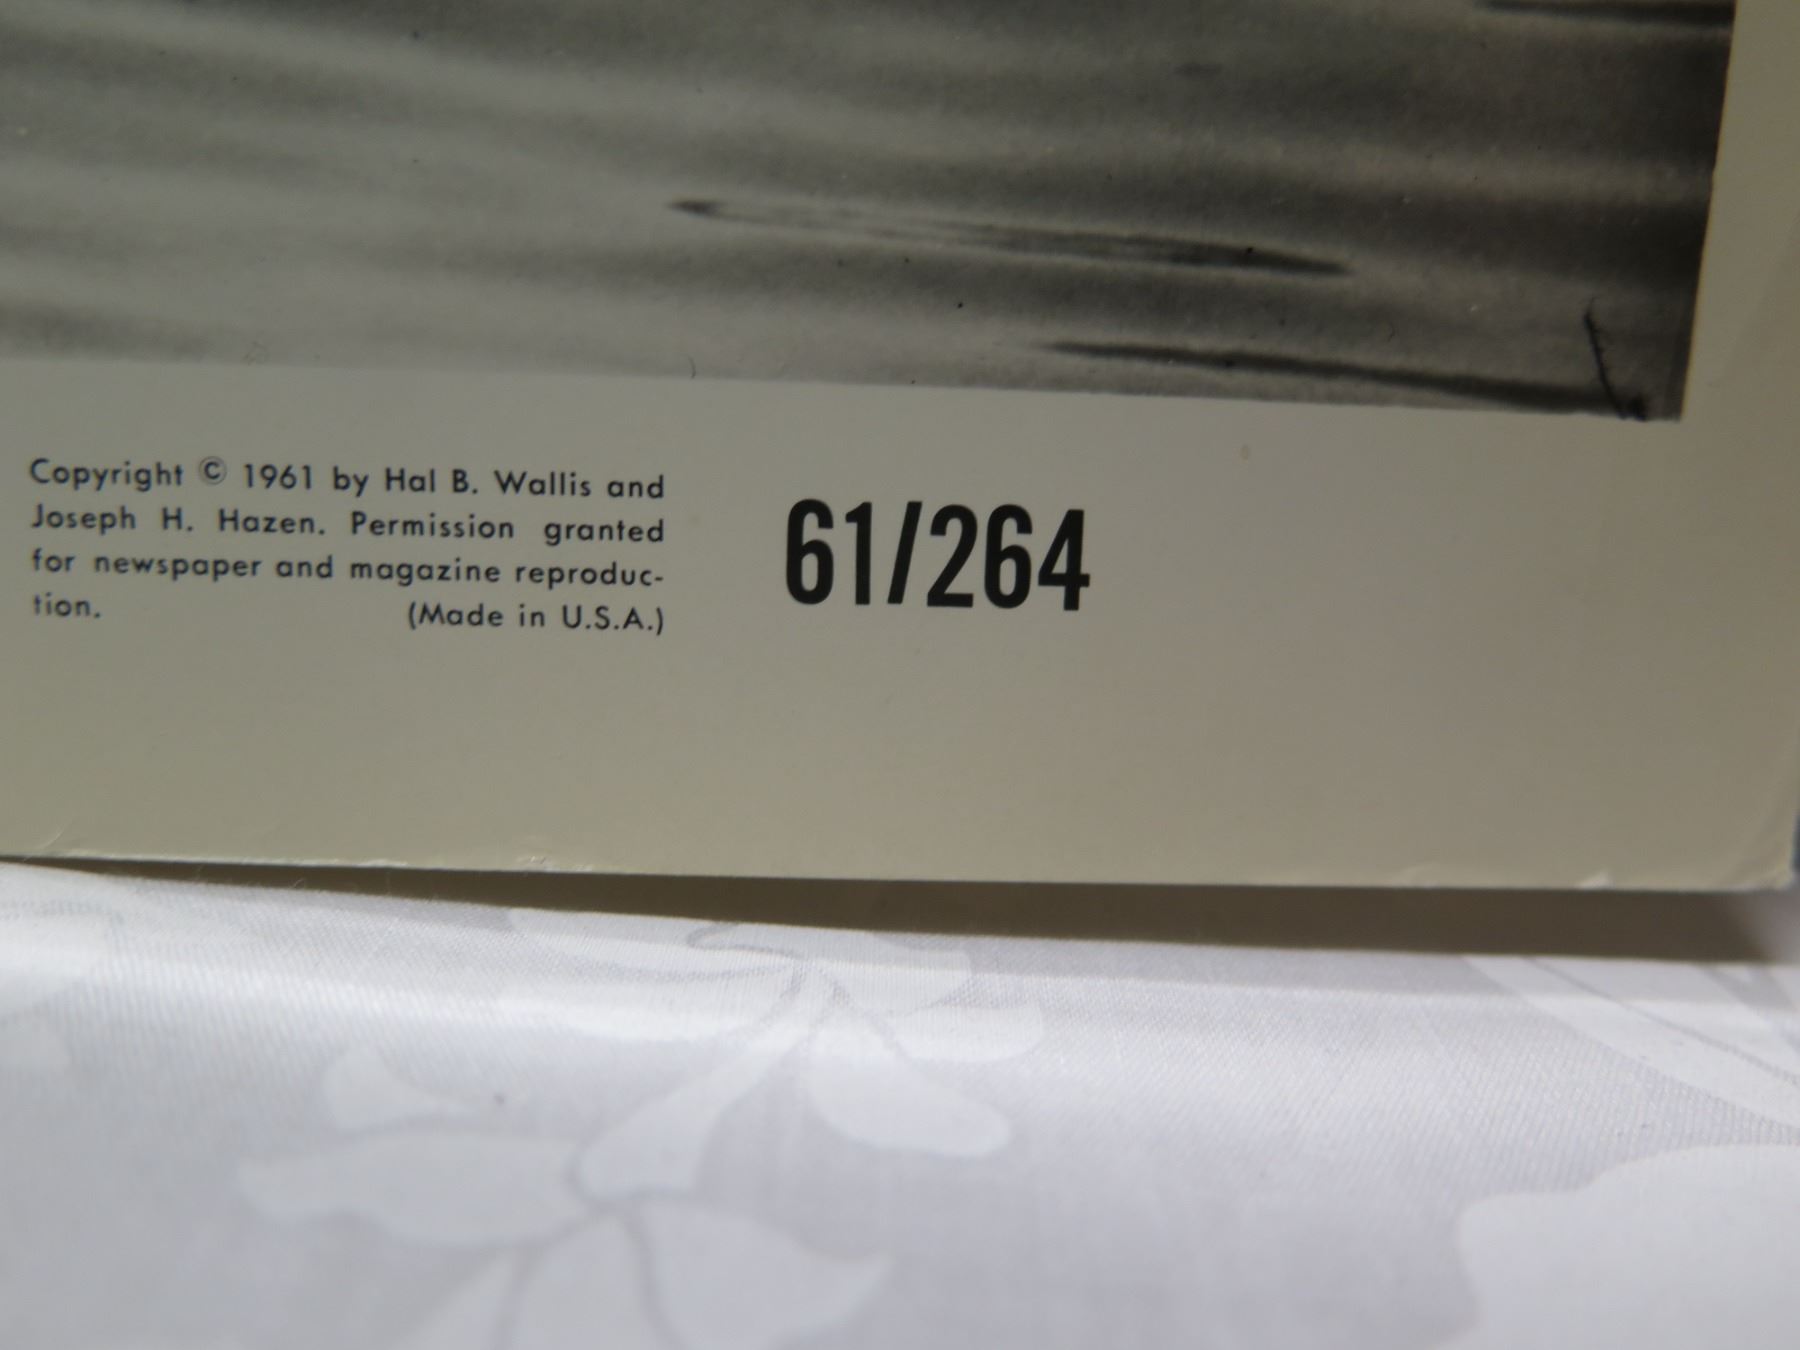 Copyright © 1961 by Hal B. Wallis and
Joseph H. Hazen. Permission granted
for newspaper and magazine reproduc-
tion. (Made in U.S.A.)
61/264